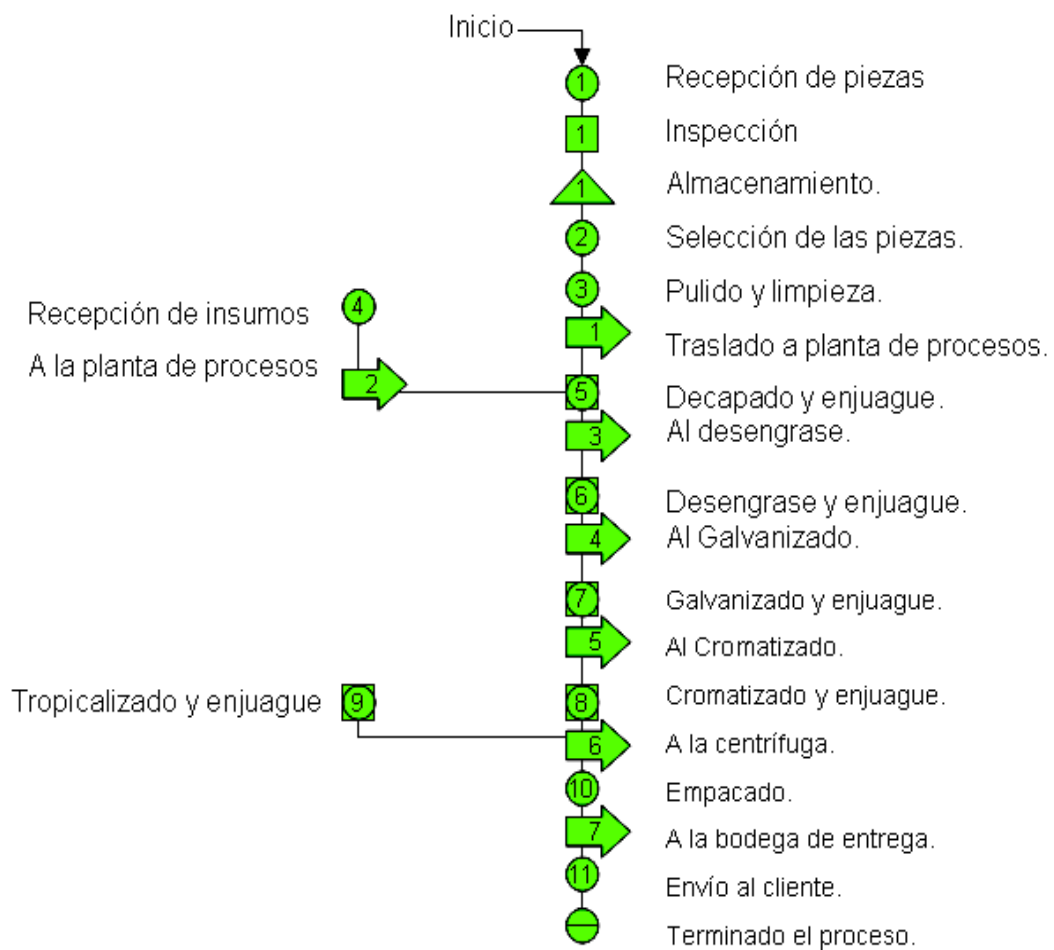 Inicio
1 Recepción de piezas
1 Inspección
1 Almacenamiento.
2 Selección de las piezas.
3 Pulido y limpieza.
Recepción de insumos 4
1 Traslado a planta de procesos.
A la planta de procesos 2
5 Decapado y enjuague.
3 Al desengrase.
6 Desengrase y enjuague.
4 Al Galvanizado.
7 Galvanizado y enjuague.
5 Al Cromatizado.
Tropicalizado y enjuague 9
8 Cromatizado y enjuague.
6 A la centrífuga.
10 Empacado.
7 A la bodega de entrega.
11 Envío al cliente.
Terminado el proceso.